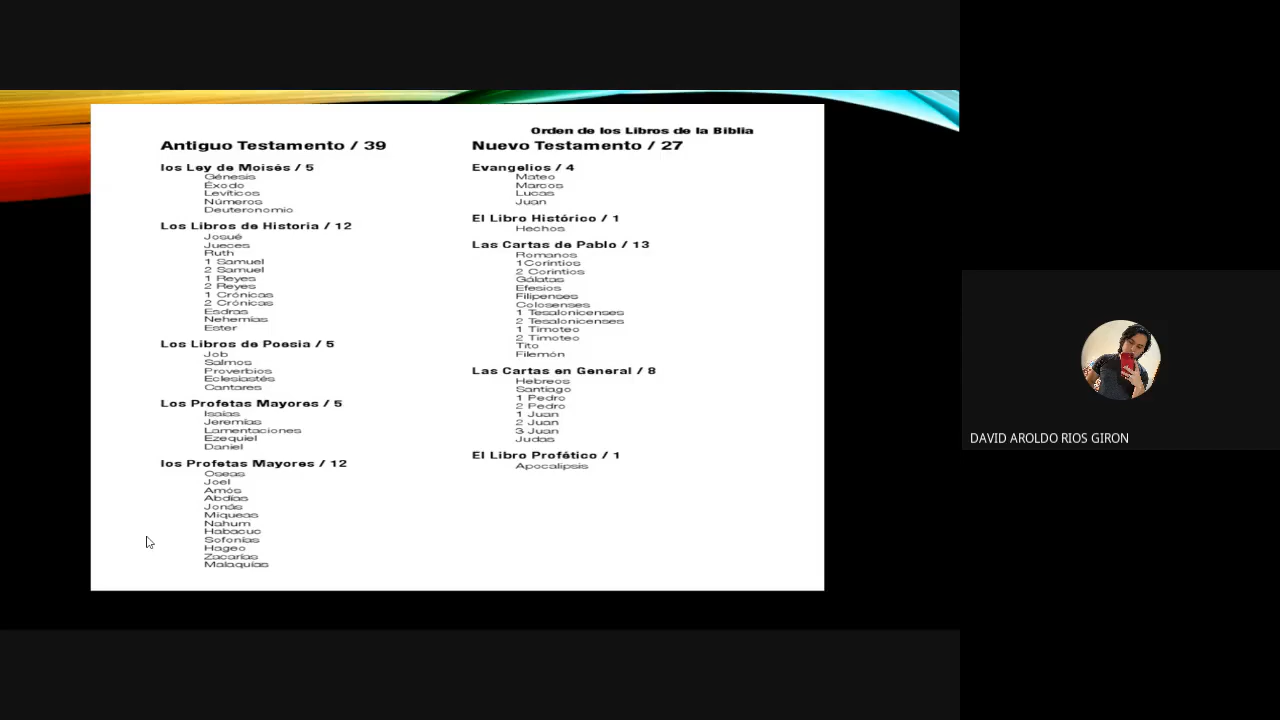 Orden de los Libros de la Biblia
Antiguo Testamento / 39
los Ley de Moisés / 5
Génesis
Éxodo
Levíticos
Números
Deuteronomio
Los Libros de Historia / 12
Josué
Jueces
Ruth
1 Samuel
2 Samuel
1 Reyes
2 Reyes
1 Crónicas
2 Crónicas
Esdras
Nehemías
Ester
Los Libros de Poesia / 5
Job
Salmos
Proverbios
Eclesiastés
Cantares
Los Profetas Mayores / 5
Isaías
Jeremías
Lamentaciones
Ezequiel
Daniel
los Profetas Mayores / 12
Oseas
Joel
Amós
Abdías
Jonás
Miqueas
Nahum
Habacuc
Sofonías
Hageo
Zacarías
Malaquías
Nuevo Testamento / 27
Evangelios / 4
Mateo
Marcos
Lucas
Juan
El Libro Histórico / 1
Hechos
Las Cartas de Pablo / 13
Romanos
1Corintios
2 Corintios
Gálatas
Efesios
Filipenses
Colosenses
1 Tesalonicenses
2 Tesalonicenses
1 Timoteo
2 Timoteo
Tito
Filemón
Las Cartas en General / 8
Hebreos
Santiago
1 Pedro
2 Pedro
1 Juan
2 Juan
3 Juan
Judas
El Libro Profético / 1
Apocalipsis
DAVID AROLDO RIOS GIRON